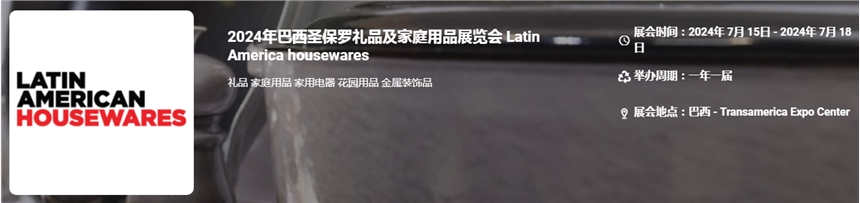 LATIN
AMERICAN
HOUSEWARES
2024年巴西圣保罗礼品及家庭用品展览会 Latin
America housewares
礼品 家庭用品 家用电器 花园用品 金属装饰品
展会时间：2024年 7月 15日 - 2024年 7月 18
日
举办周期：一年一届
展会地点：巴西 - Transamerica Expo Center